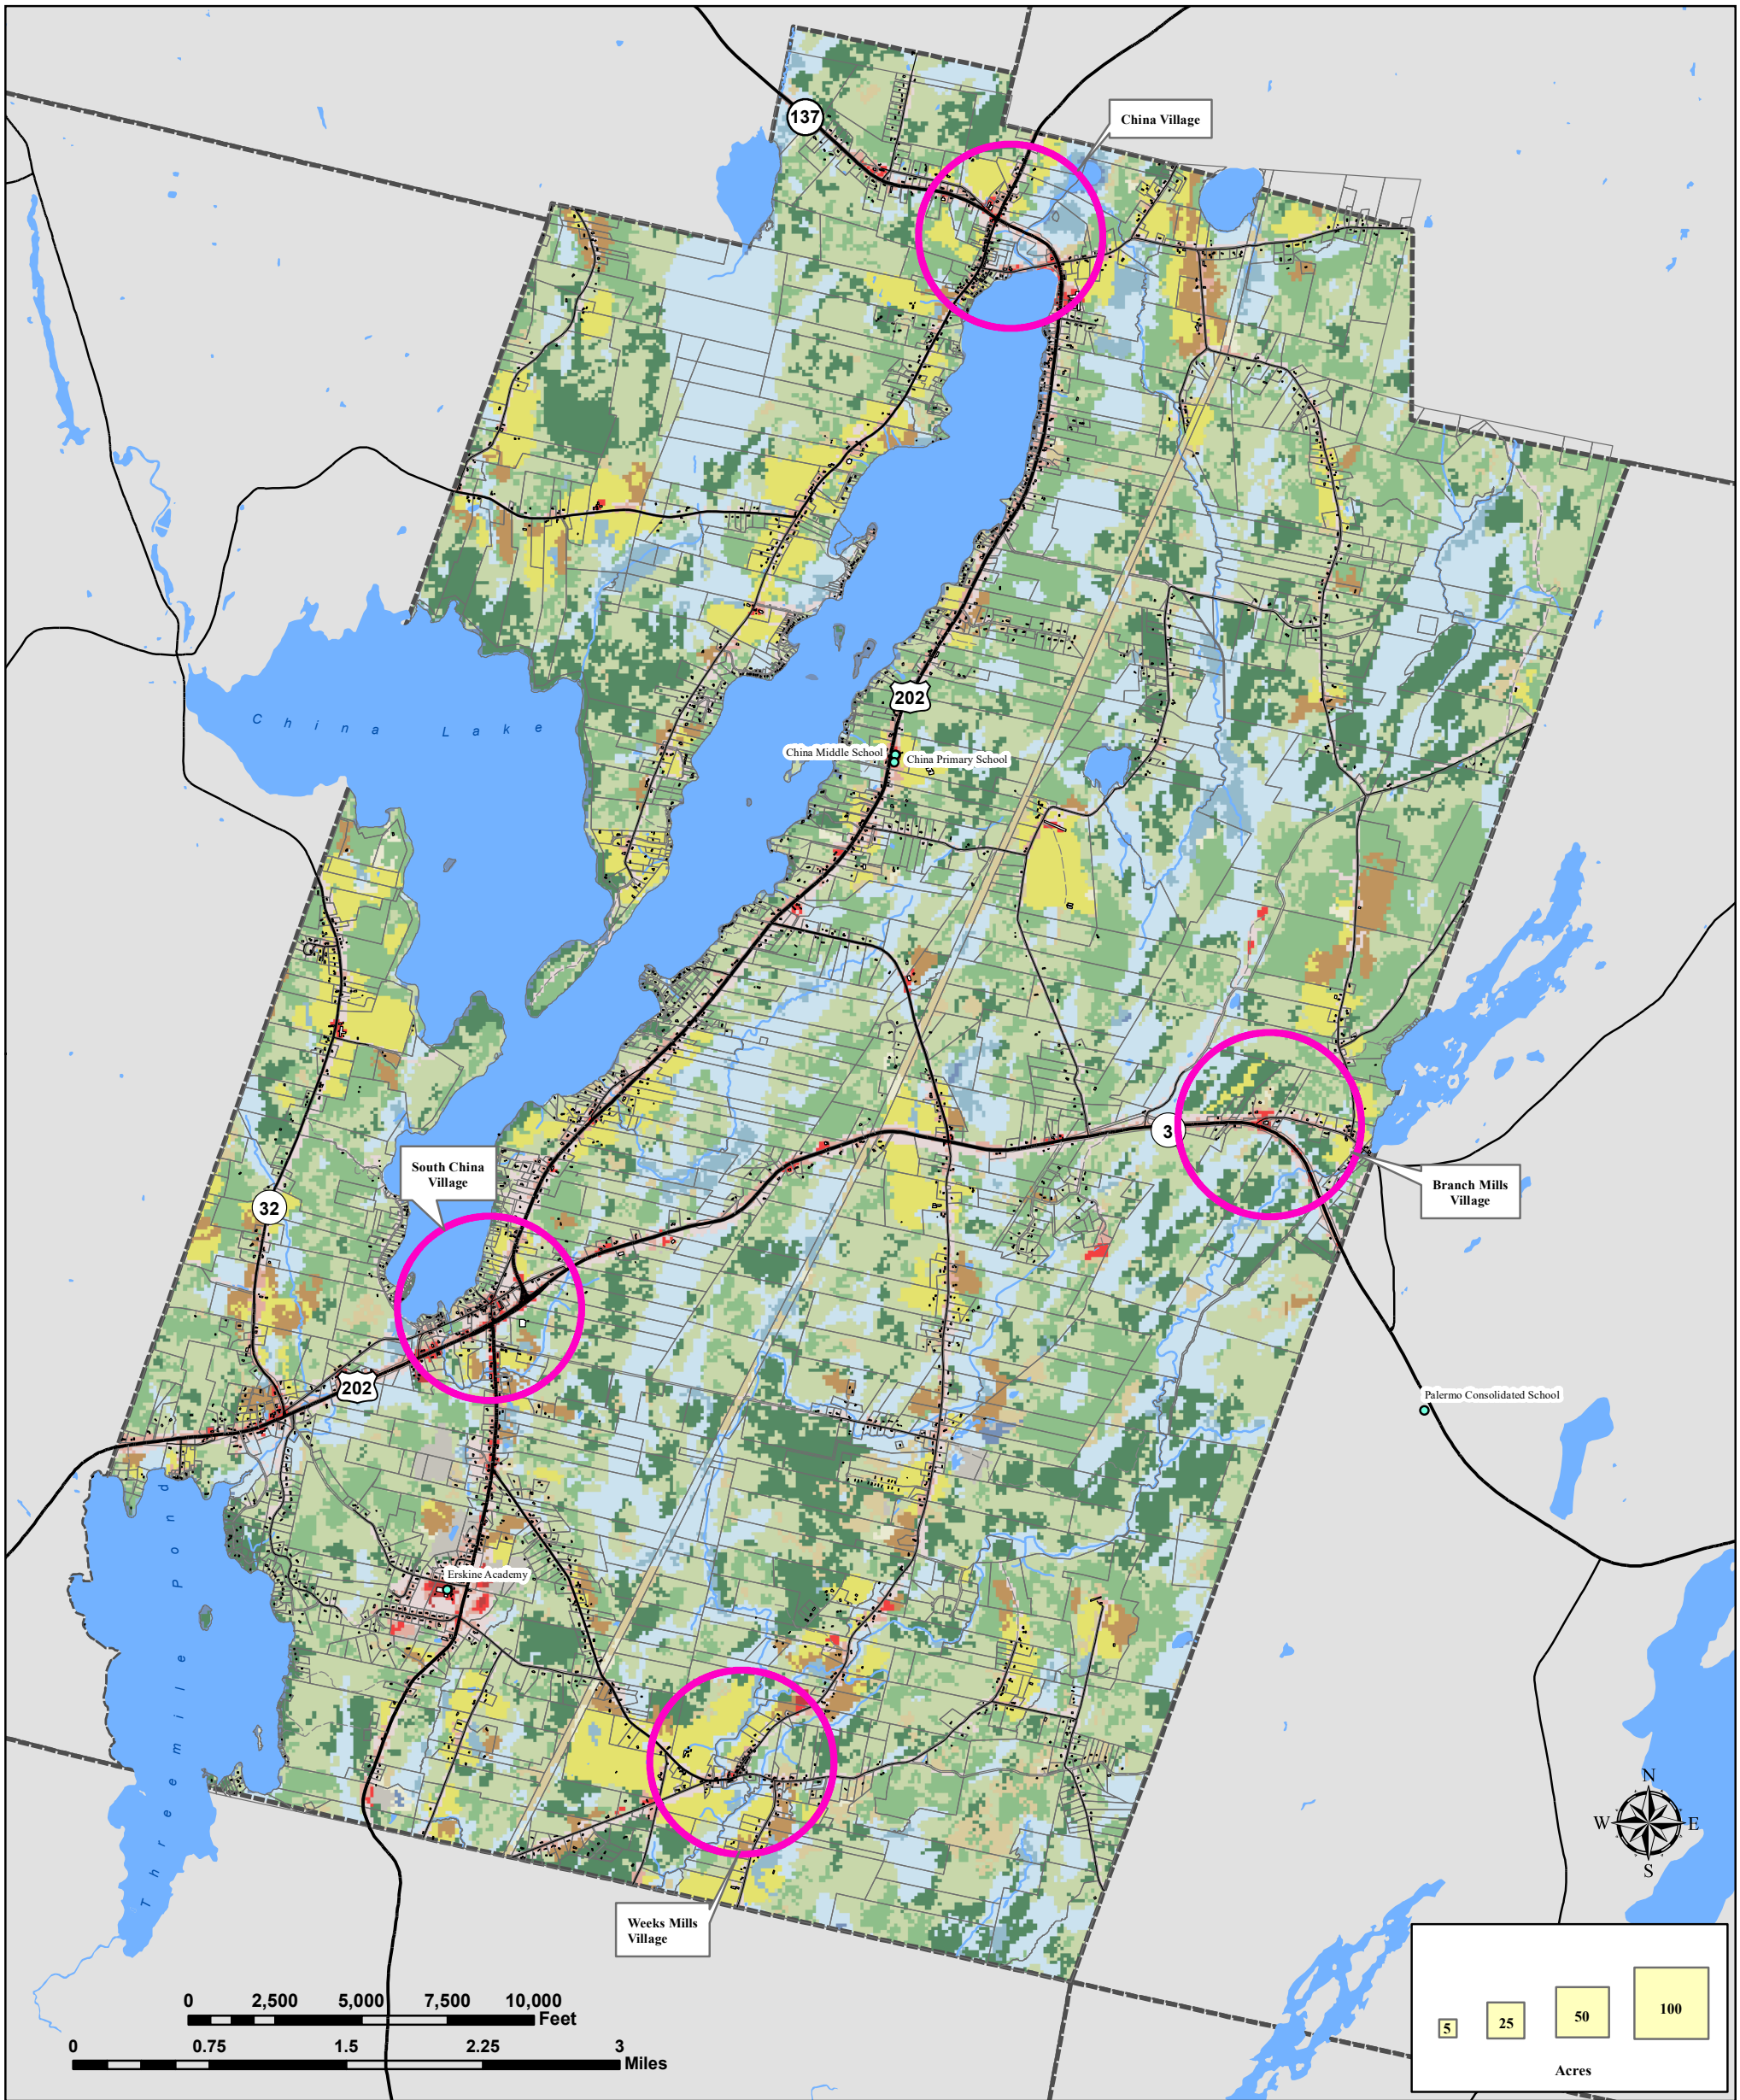 137
China Village
China Lake
202
China Middle School
China Primary School
3
South China
Village
Branch Mills
Village
32
202
Palermo Consolidated School
Erskine Academy
Threemile Pond
N
W
E
S
Weeks Mills
Village
0
2,500
5,000
7,500
10,000
Feet
0
0.75
1.5
2.25
3
Miles
5
25
50
100
Acres